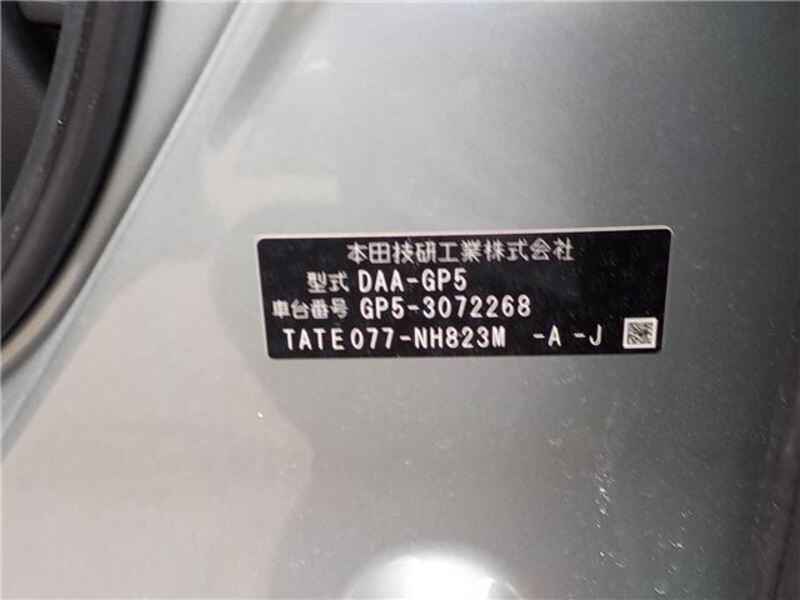 本田技研工業株式会社
型式 DAA-GP5
車台番号 GP5-3072268
TATE077-NH823M -A -J